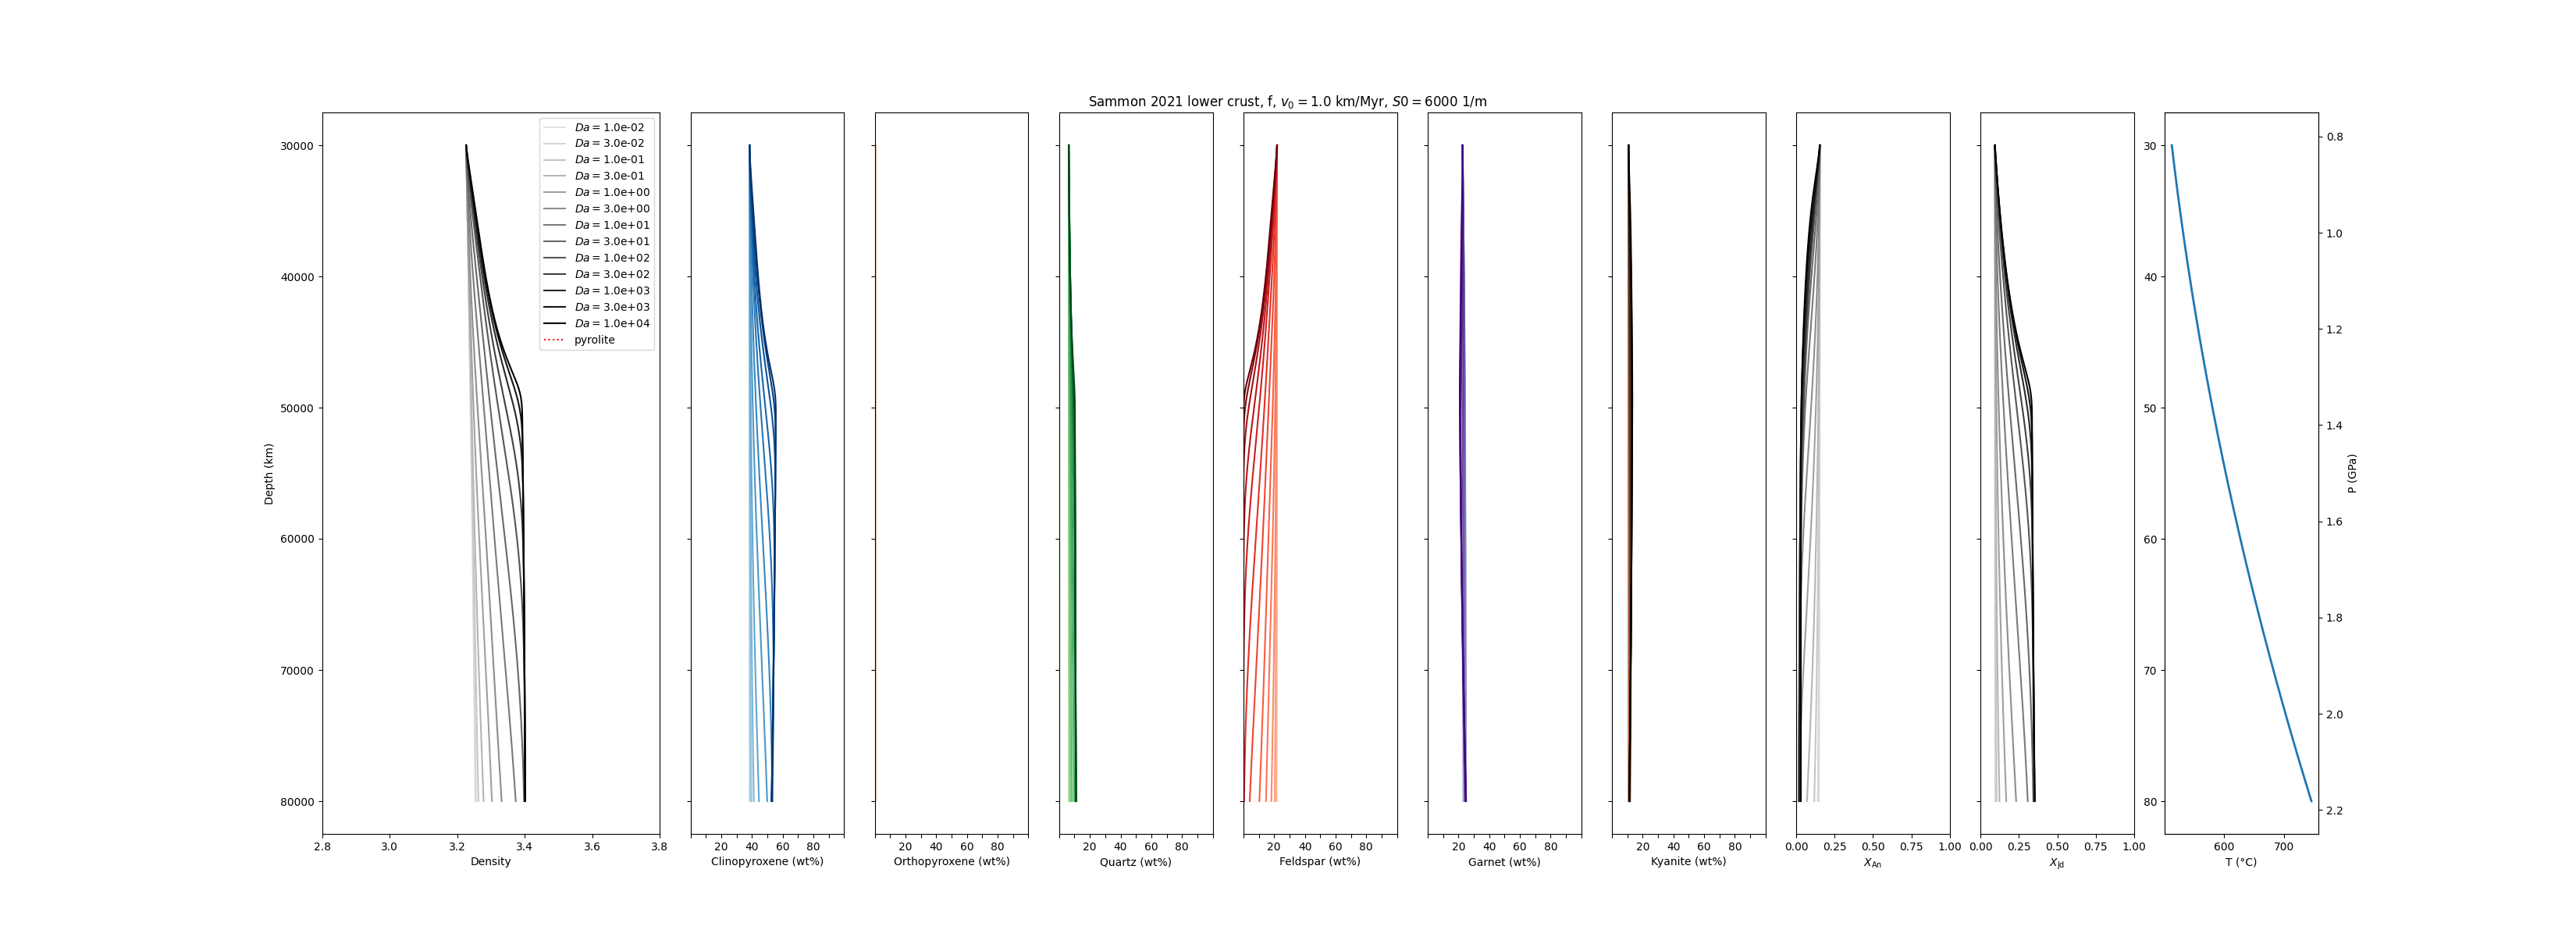 Sammon 2021 lower crust, f, v₀ = 1.0 km/Myr, S0 = 6000 1/m
Da = 1.0e-02
Da = 3.0e-02
Da = 1.0e-01
Da = 3.0e-01
Da = 1.0e+00
Da = 3.0e+00
Da = 1.0e+01
Da = 3.0e+01
Da = 1.0e+02
Da = 3.0e+02
Da = 1.0e+03
Da = 3.0e+03
Da = 1.0e+04
pyrolite
Depth (km)
30000
40000
50000
60000
70000
80000
2.8 3.0 3.2 3.4 3.6 3.8
Density
20 40 60 80
Clinopyroxene (wt%)
20 40 60 80
Orthopyroxene (wt%)
20 40 60 80
Quartz (wt%)
20 40 60 80
Feldspar (wt%)
20 40 60 80
Garnet (wt%)
20 40 60 80
Kyanite (wt%)
0.00 0.25 0.50 0.75 1.00
X_An
0.00 0.25 0.50 0.75 1.00
X_Jd
30
40
50
60
70
80
600 700
T (°C)
0.8
1.0
1.2
1.4
1.6
1.8
2.0
2.2
P (GPa)